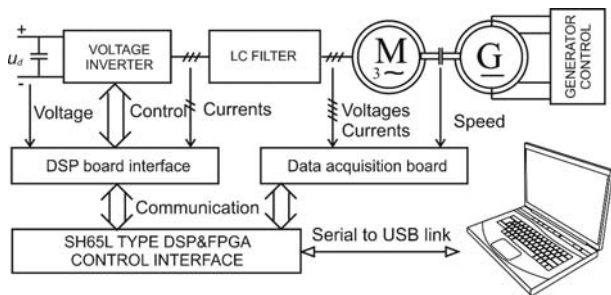 +
u_d
-
VOLTAGE
INVERTER
LC FILTER
M
3 ~
G
GENERATOR
CONTROL
Voltage
Control
Currents
Voltages
Currents
Speed
DSP board interface
Data acquisition board
Communication
SH65L TYPE DSP&FPGA
CONTROL INTERFACE
Serial to USB link